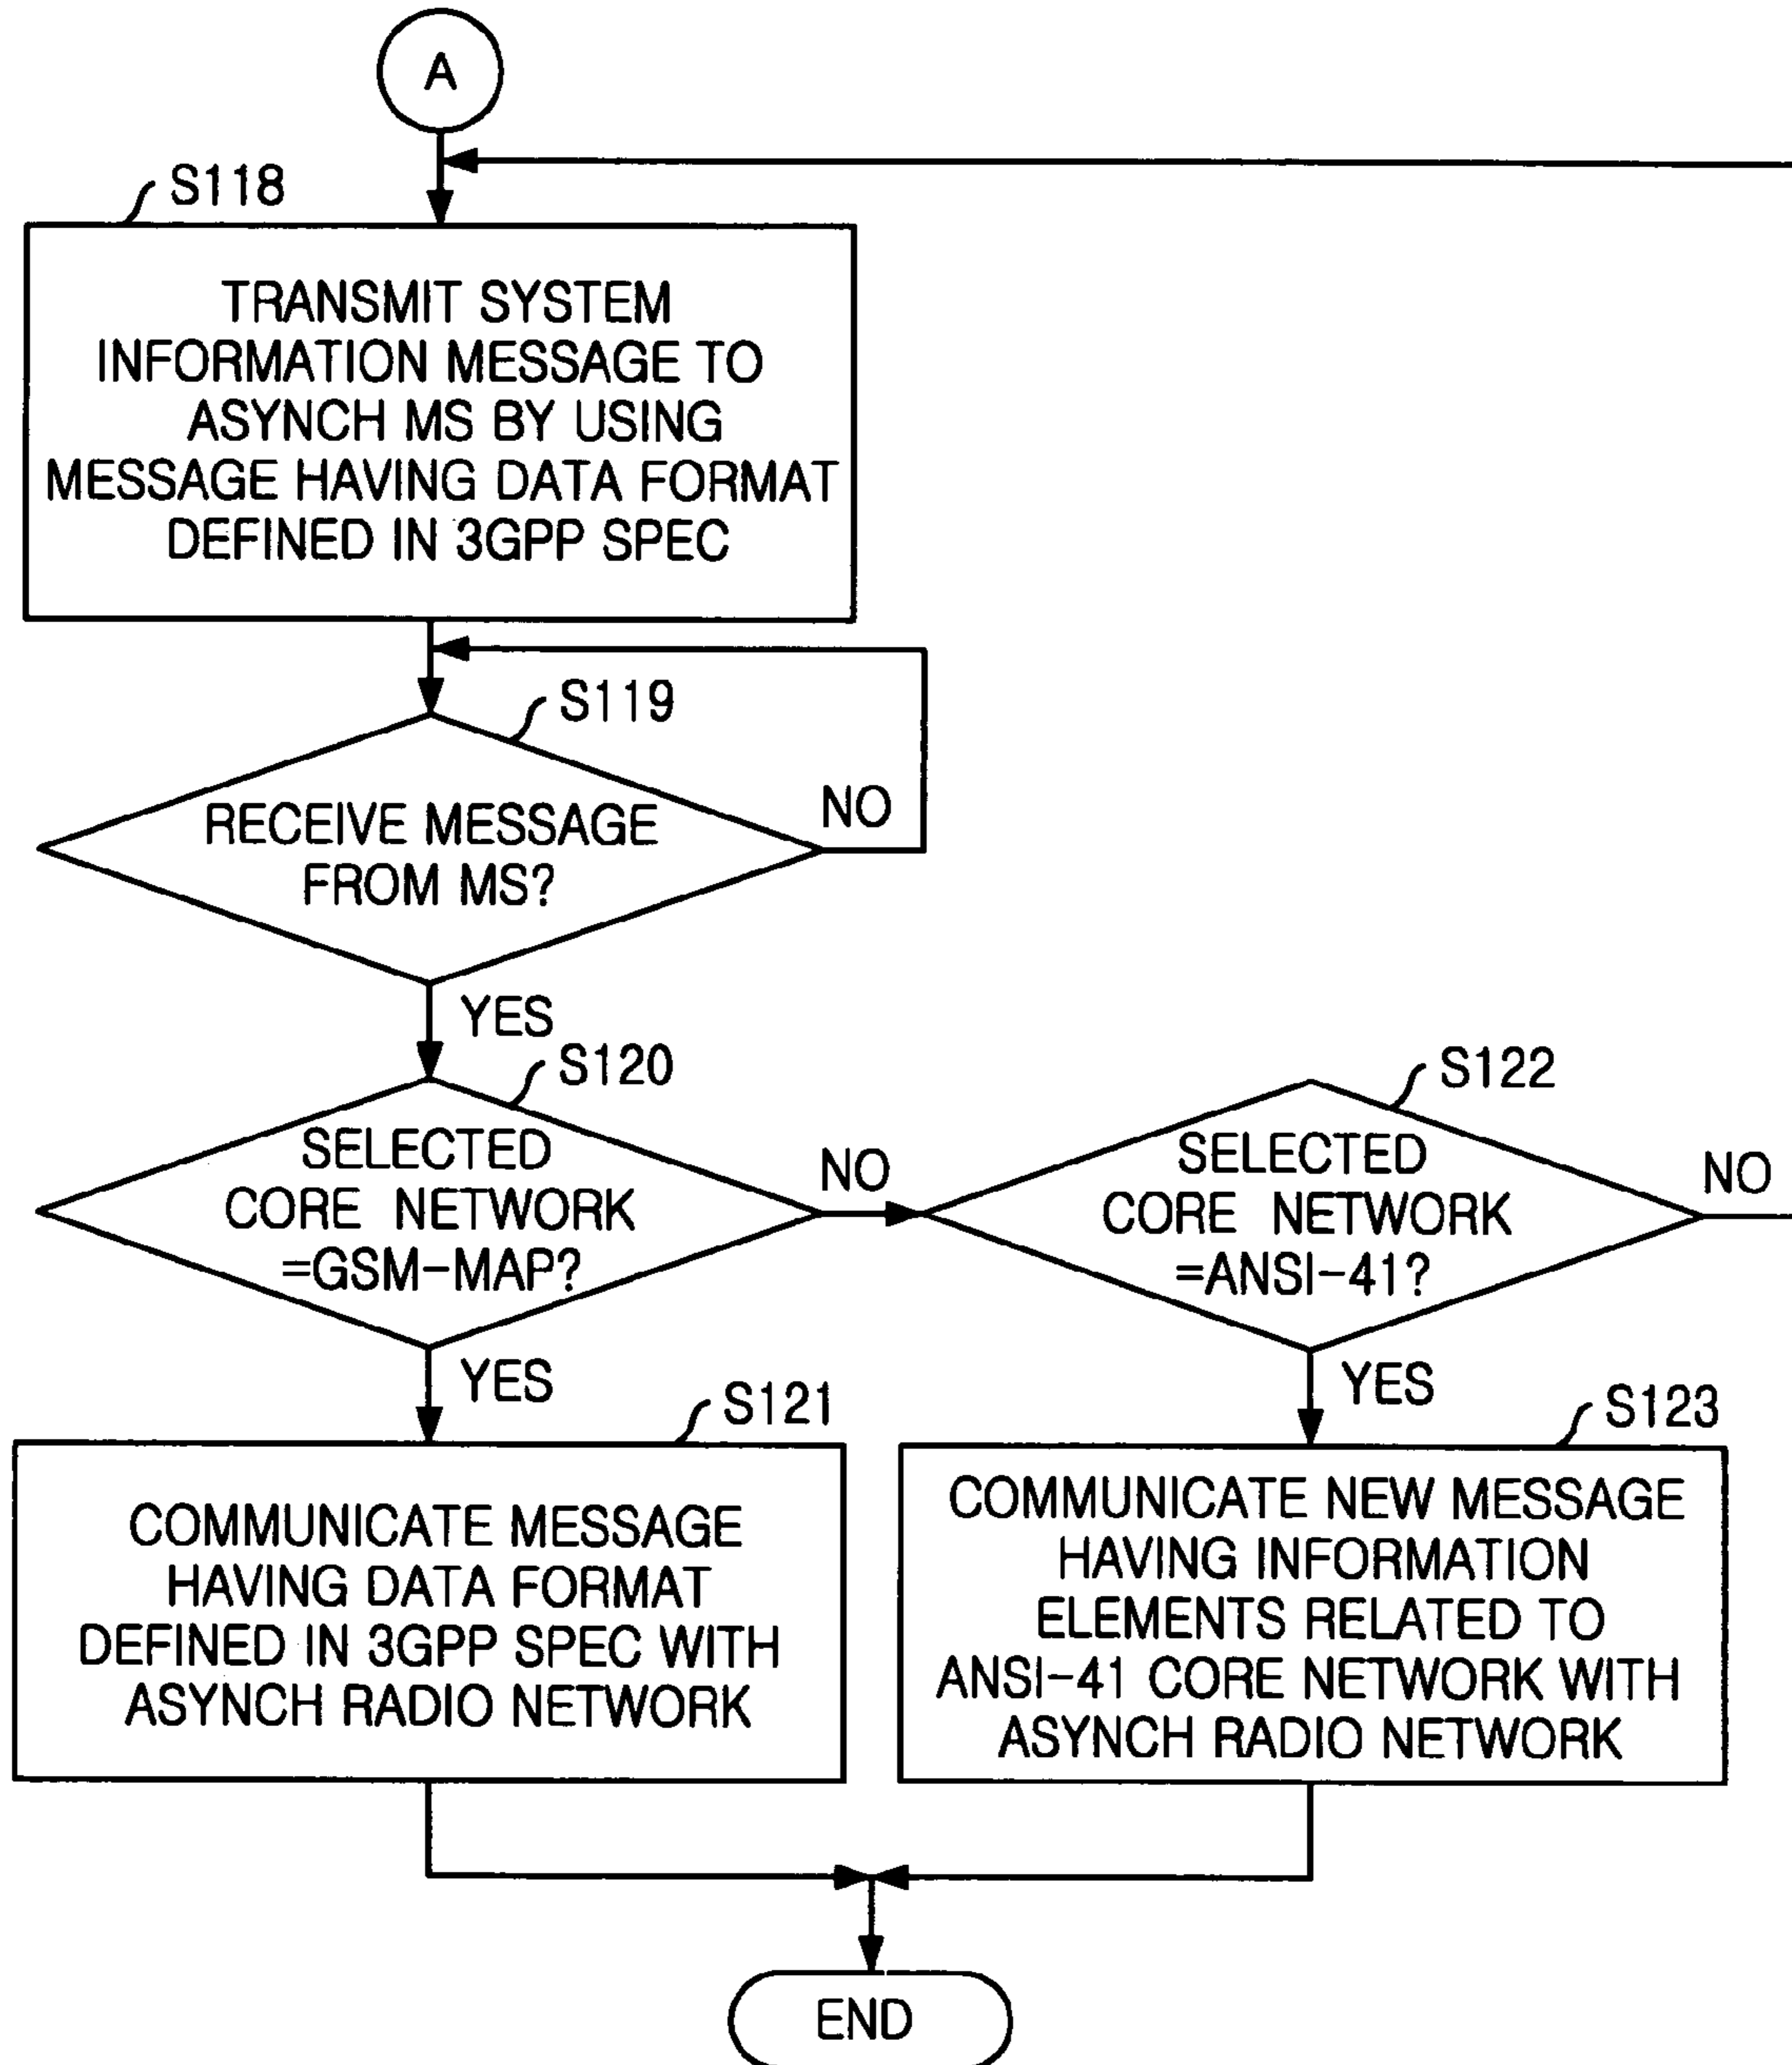 A
S118
TRANSMIT SYSTEM
INFORMATION MESSAGE TO
ASYNCH MS BY USING
MESSAGE HAVING DATA FORMAT
DEFINED IN 3GPP SPEC
S119
RECEIVE MESSAGE
FROM MS?
NO
YES
S120
SELECTED
CORE NETWORK
=GSM-MAP?
NO
S122
SELECTED
CORE NETWORK
=ANSI-41?
NO
YES
S121
COMMUNICATE MESSAGE
HAVING DATA FORMAT
DEFINED IN 3GPP SPEC WITH
ASYNCH RADIO NETWORK
YES
S123
COMMUNICATE NEW MESSAGE
HAVING INFORMATION
ELEMENTS RELATED TO
ANSI-41 CORE NETWORK WITH
ASYNCH RADIO NETWORK
END